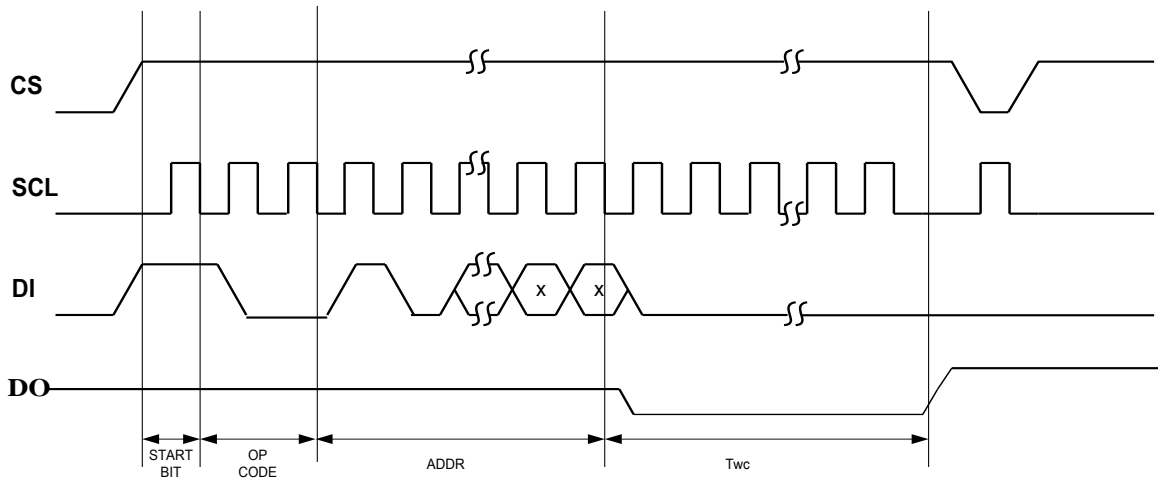 CS
SCL
DI
X X
DO
START
BIT
OP
CODE
ADDR
Twc